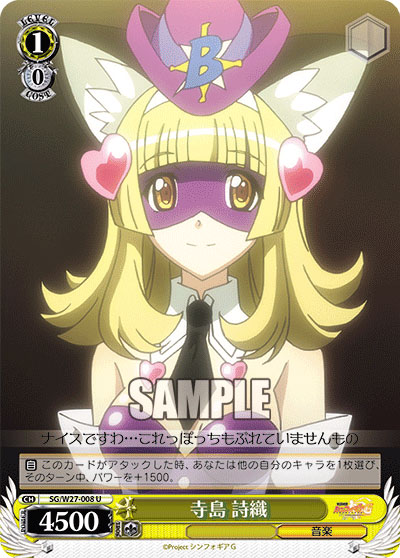 LEVEL
1
0
COST
B
SAMPLE
ナイスですわ…これっぽっちもぶれていませんもの
自 このカードがアタックした時、あなたは他の自分のキャラを1枚選び、
そのターン中、パワーを+1500。
CH SG/W27-008 U
4500
寺島 詩織
音楽
©Project シンフォギアG